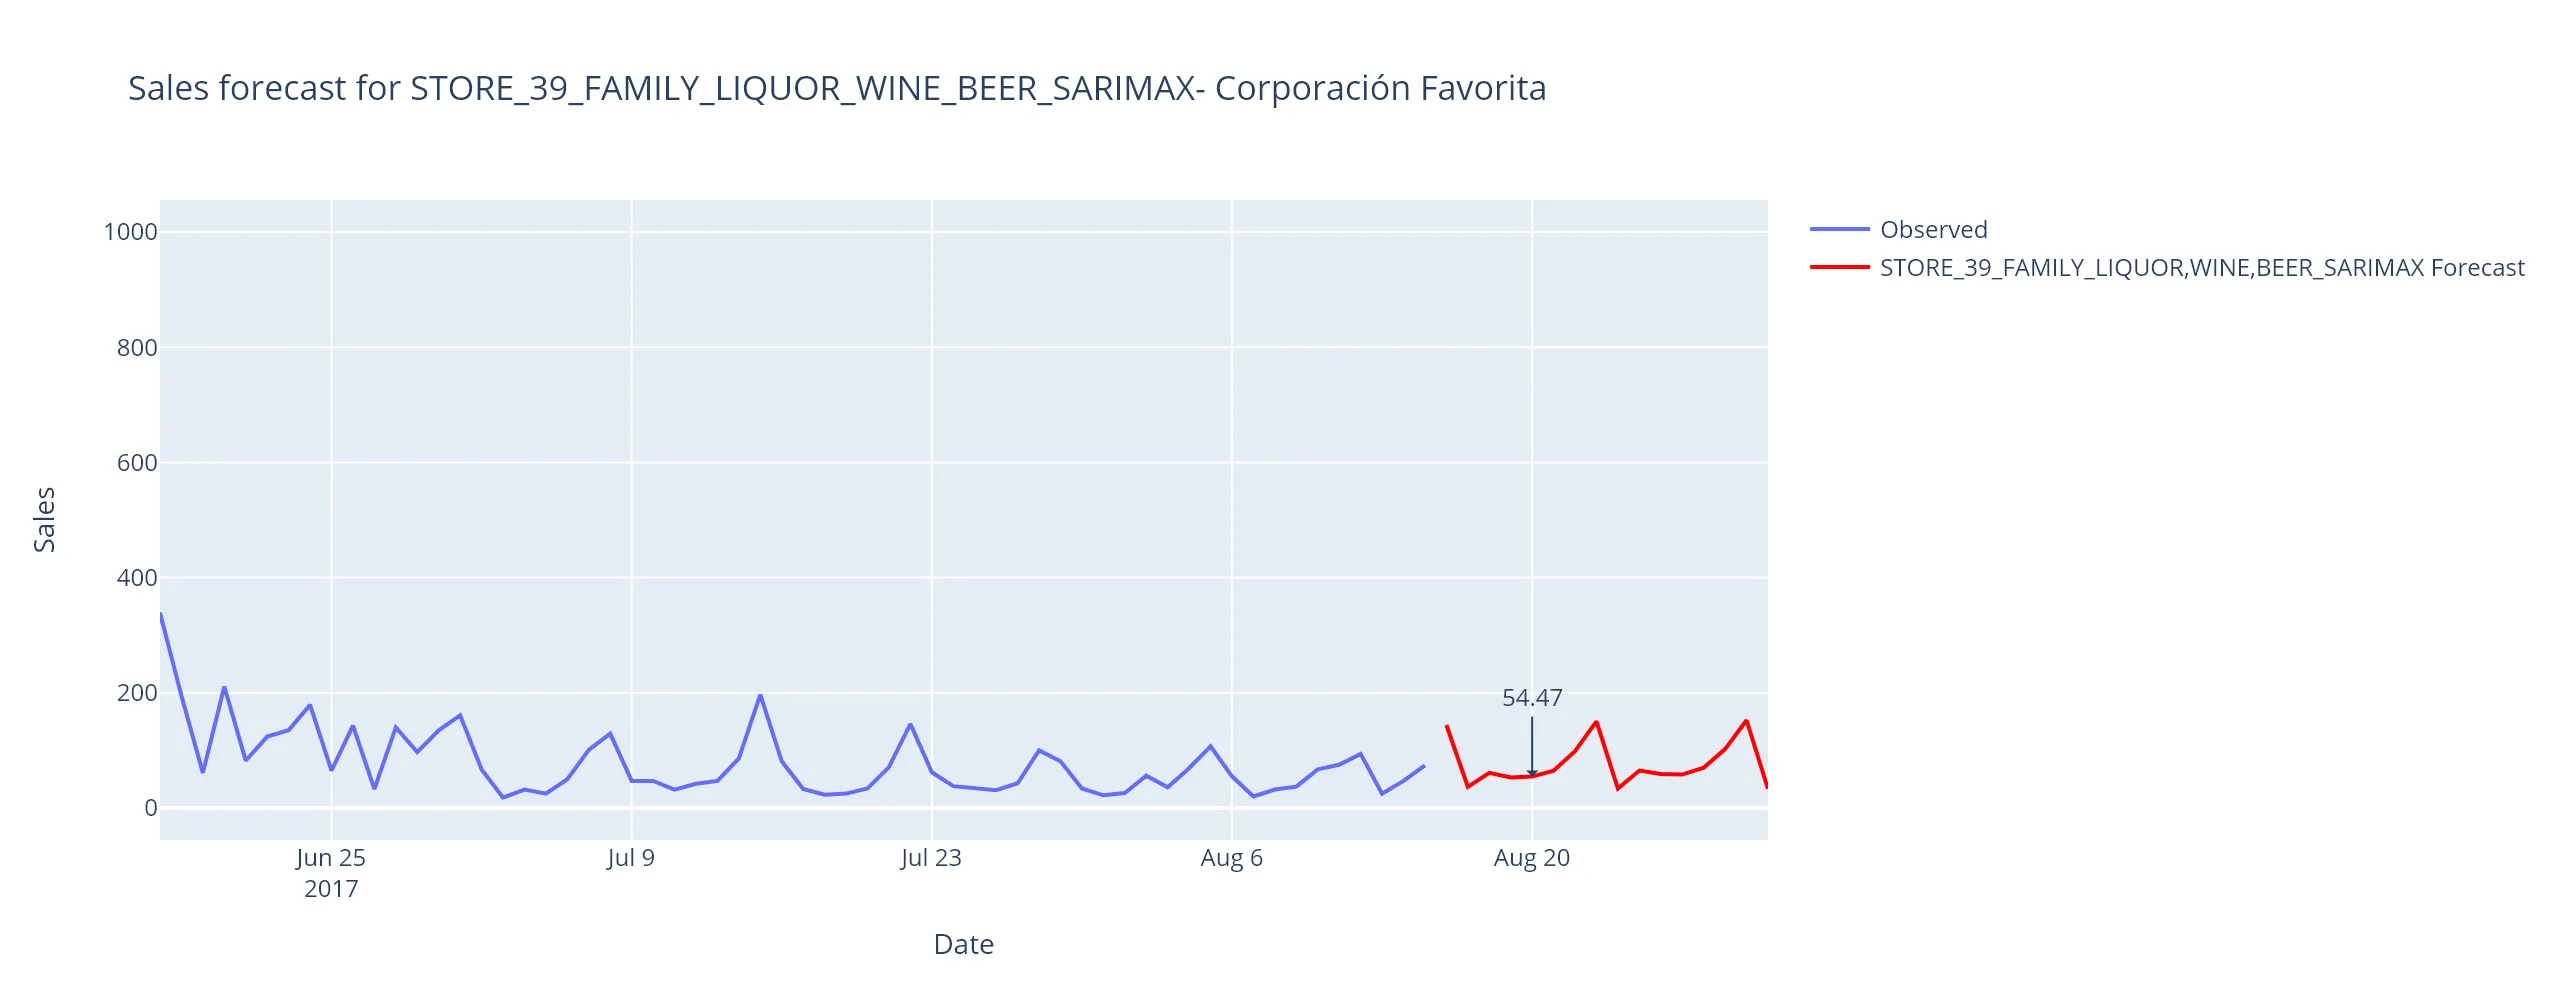 Sales forecast for STORE_39_FAMILY_LIQUOR_WINE_BEER_SARIMAX- Corporación Favorita
Observed
STORE_39_FAMILY_LIQUOR,WINE,BEER_SARIMAX Forecast
1000
800
600
400
200
0
Sales
54.47
Jun 25
2017
Jul 9
Jul 23
Aug 6
Aug 20
Date